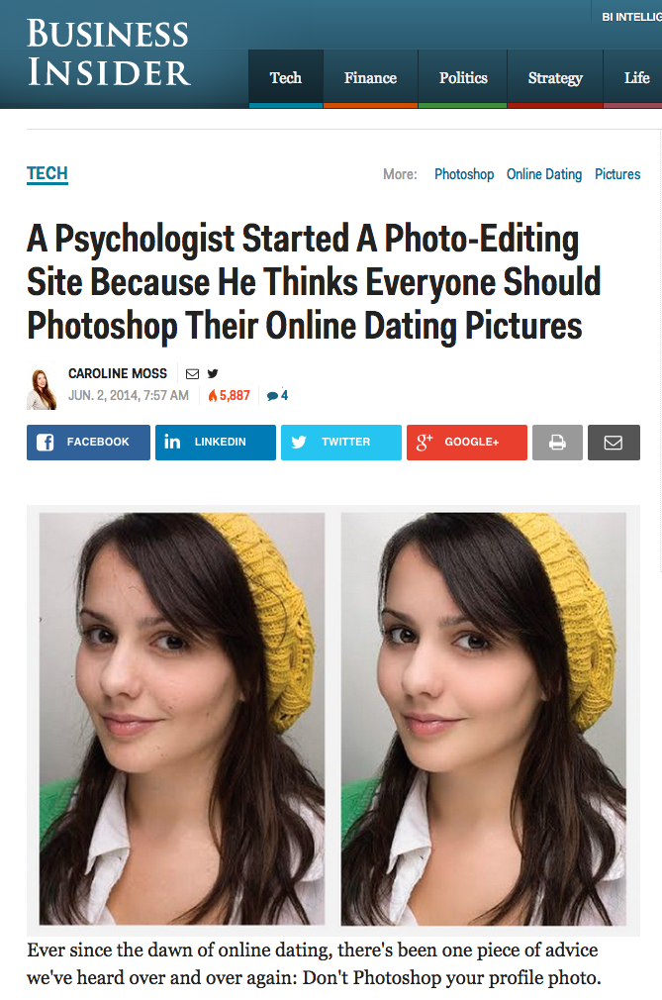 BUSINESS
INSIDER
BI INTELLIG
Tech
Finance
Politics
Strategy
Life
TECH
More: Photoshop Online Dating Pictures
A Psychologist Started A Photo-Editing
Site Because He Thinks Everyone Should
Photoshop Their Online Dating Pictures
CAROLINE MOSS
JUN. 2, 2014, 7:57 AM 5,887 4
FACEBOOK
LINKEDIN
TWITTER
GOOGLE+
Ever since the dawn of online dating, there's been one piece of advice
we've heard over and over again: Don't Photoshop your profile photo.